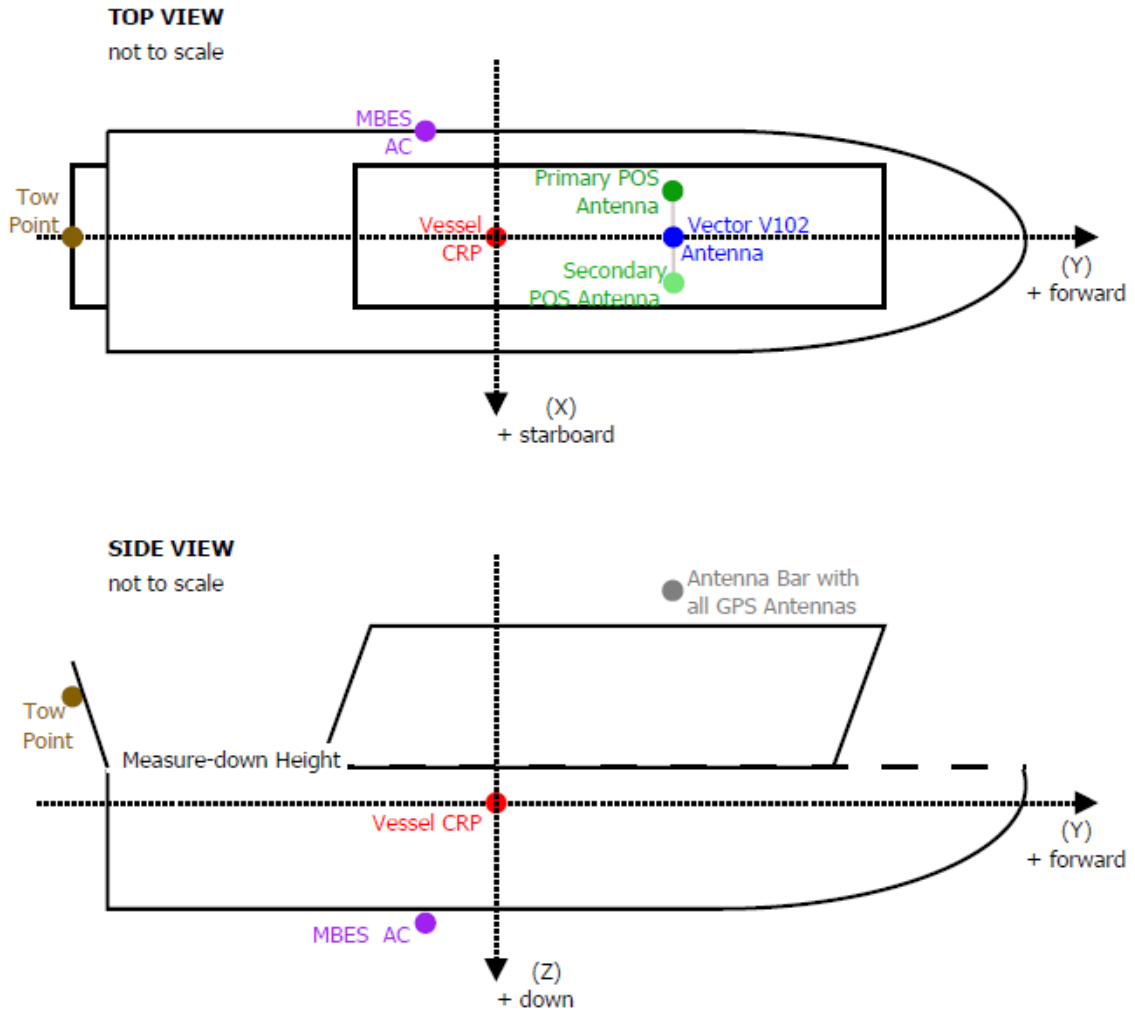 TOP VIEW
not to scale
MBES
AC
Primary POS
Antenna
Tow
Point
Vessel
CRP
Vector V102
Antenna
Secondary
POS Antenna
(Y)
+ forward
(X)
+ starboard
SIDE VIEW
not to scale
Antenna Bar with
all GPS Antennas
Tow
Point
Measure-down Height
Vessel CRP
(Y)
+ forward
MBES AC
(Z)
+ down